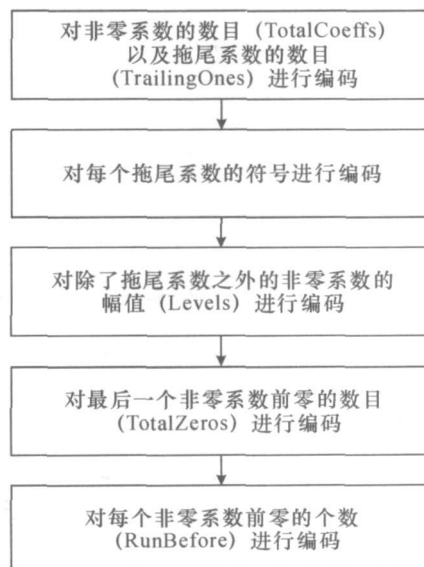 对非零系数的数目 (TotalCoeffs)
以及拖尾系数的数目
(TrailingOnes) 进行编码
对每个拖尾系数的符号进行编码
对除了拖尾系数之外的非零系数的
幅值 (Levels) 进行编码
对最后一个非零系数前零的数目
(TotalZeros) 进行编码
对每个非零系数前零的个数
(RunBefore) 进行编码